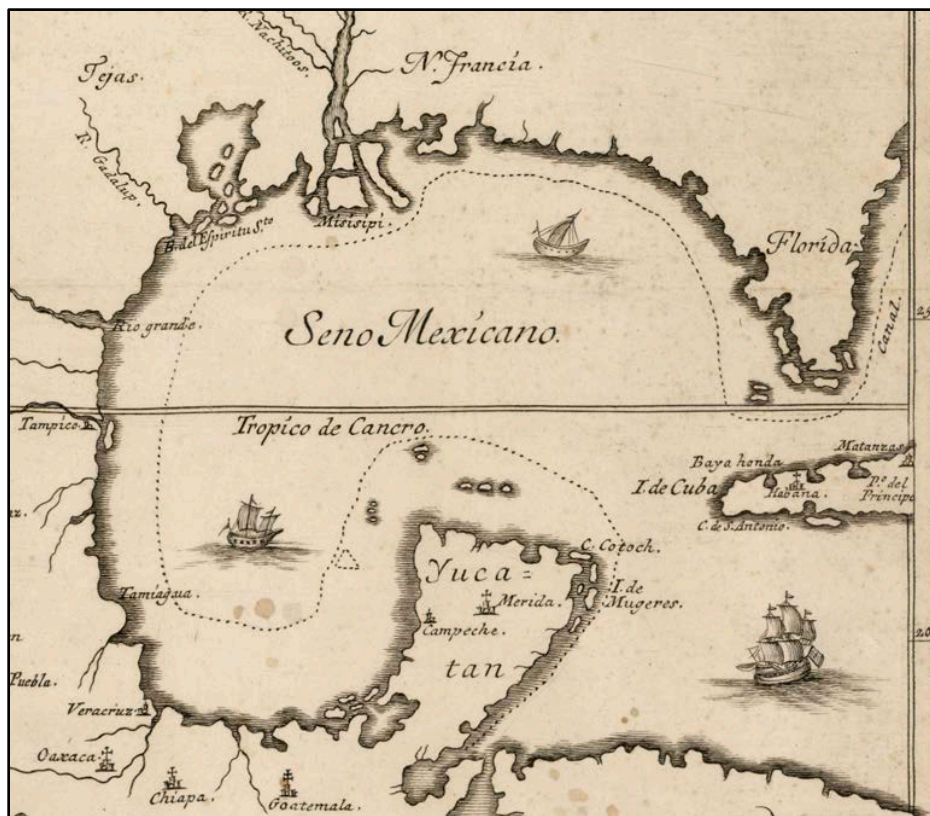 R. Nachitoos.
Tejas.
Nᵃ. Francia.
R. Gadalup.
B. del Espiritu Sᵗᵒ
Misisipi.
Florida.
Canal.
Rio grande.
Seno Mexicano.
25
Tampico.
Tropico de Cancro.
Matanzas
Baya honda
I. de Cuba
Habana.
Pᵒ. del
Principe
C. de S. Antonio.
C. Cotoch.
Yuca=
tan
I. de
Mugeres.
Merida.
Tamiagua.
Campeche.
20
Puebla.
Veracruz.
Oaxaca.
Chiapa.
Goatemala.